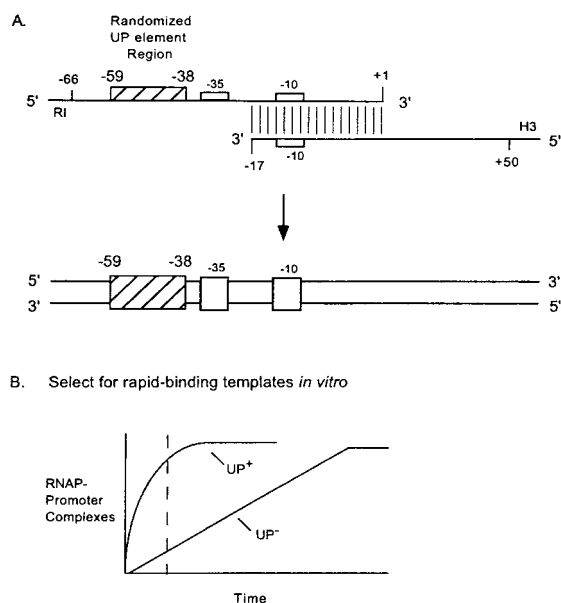 A.
Randomized
UP element
Region
-66
-59
-38
-35
-10
+1
5'
3'
RI
H3
3'
-10
5'
-17
+50
-59
-38
-35
-10
5'
3'
3'
5'
B. Select for rapid-binding templates in vitro
RNAP-
Promoter
Complexes
UP+
UP-
Time